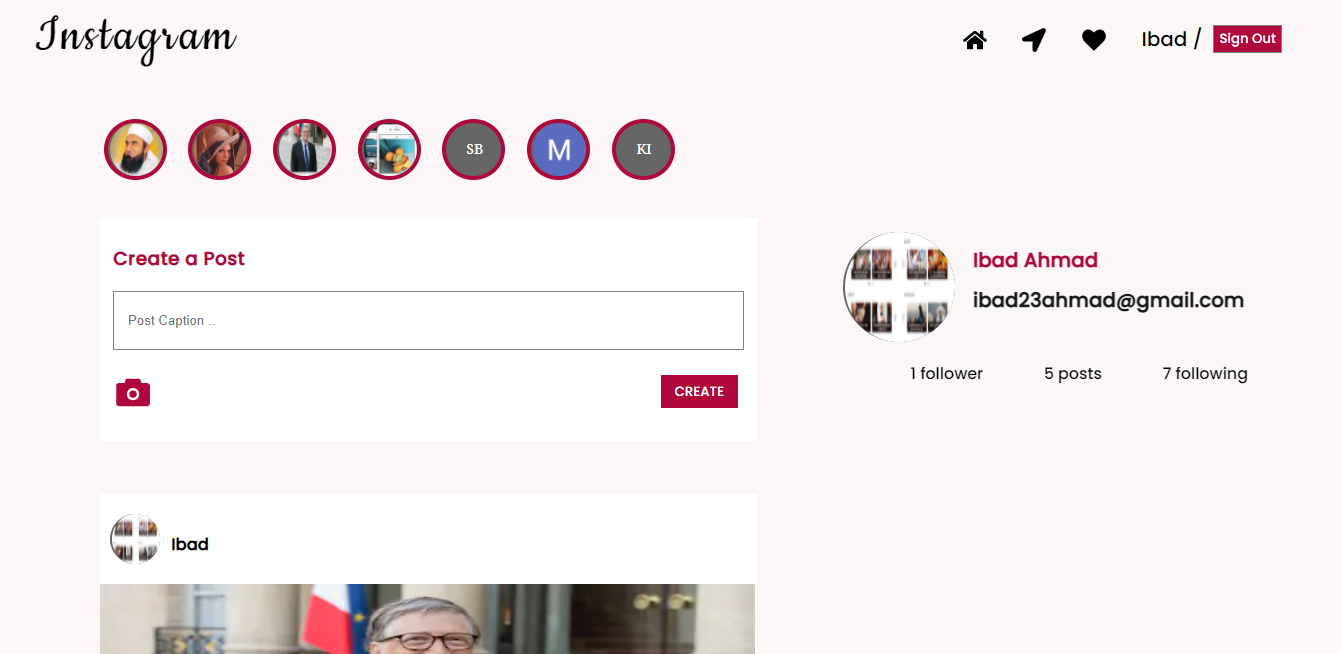 Instagram
Ibad / Sign Out
SB M KI
Create a Post
Post Caption ..
CREATE
Ibad Ahmad
ibad23ahmad@gmail.com
1 follower 5 posts 7 following
Ibad